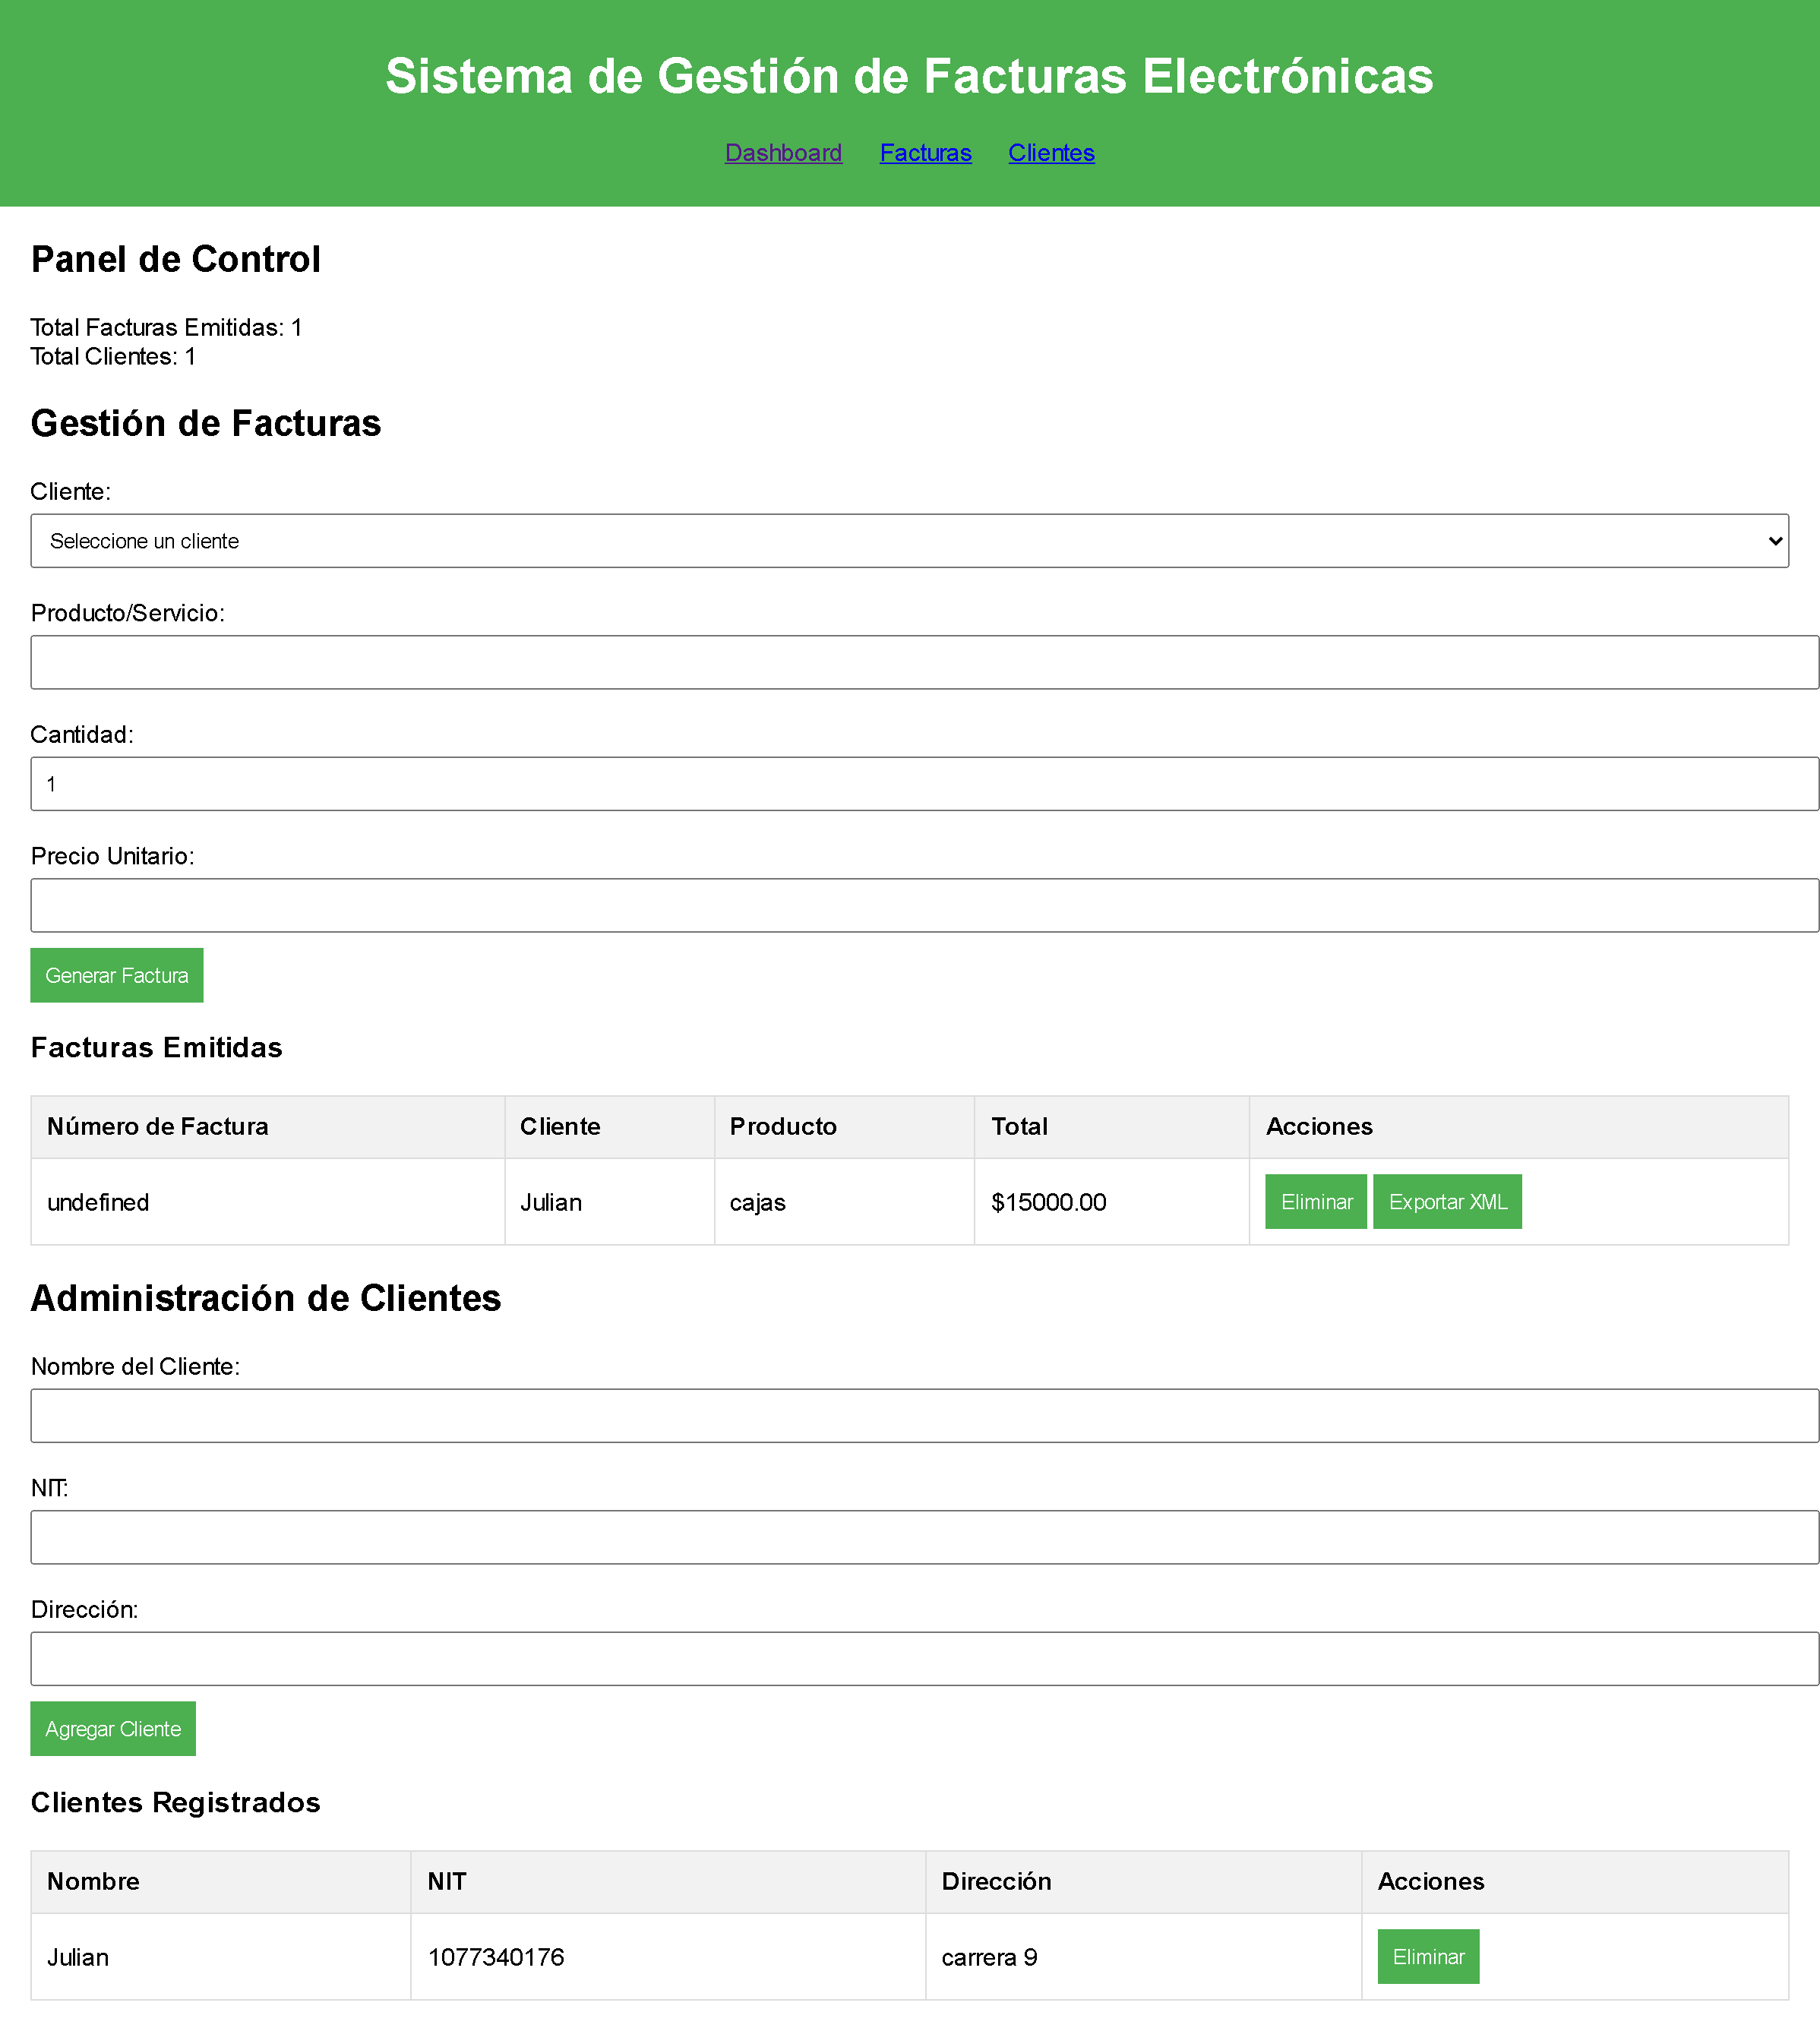 Sistema de Gestión de Facturas Electrónicas
Dashboard Facturas Clientes
Panel de Control
Total Facturas Emitidas: 1
Total Clientes: 1
Gestión de Facturas
Cliente:
Seleccione un cliente
Producto/Servicio:
Cantidad:
1
Precio Unitario:
Generar Factura
Facturas Emitidas
Número de Factura Cliente Producto Total Acciones
undefined Julian cajas $15000.00 Eliminar Exportar XML
Administración de Clientes
Nombre del Cliente:
NIT:
Dirección:
Agregar Cliente
Clientes Registrados
Nombre NIT Dirección Acciones
Julian 1077340176 carrera 9 Eliminar